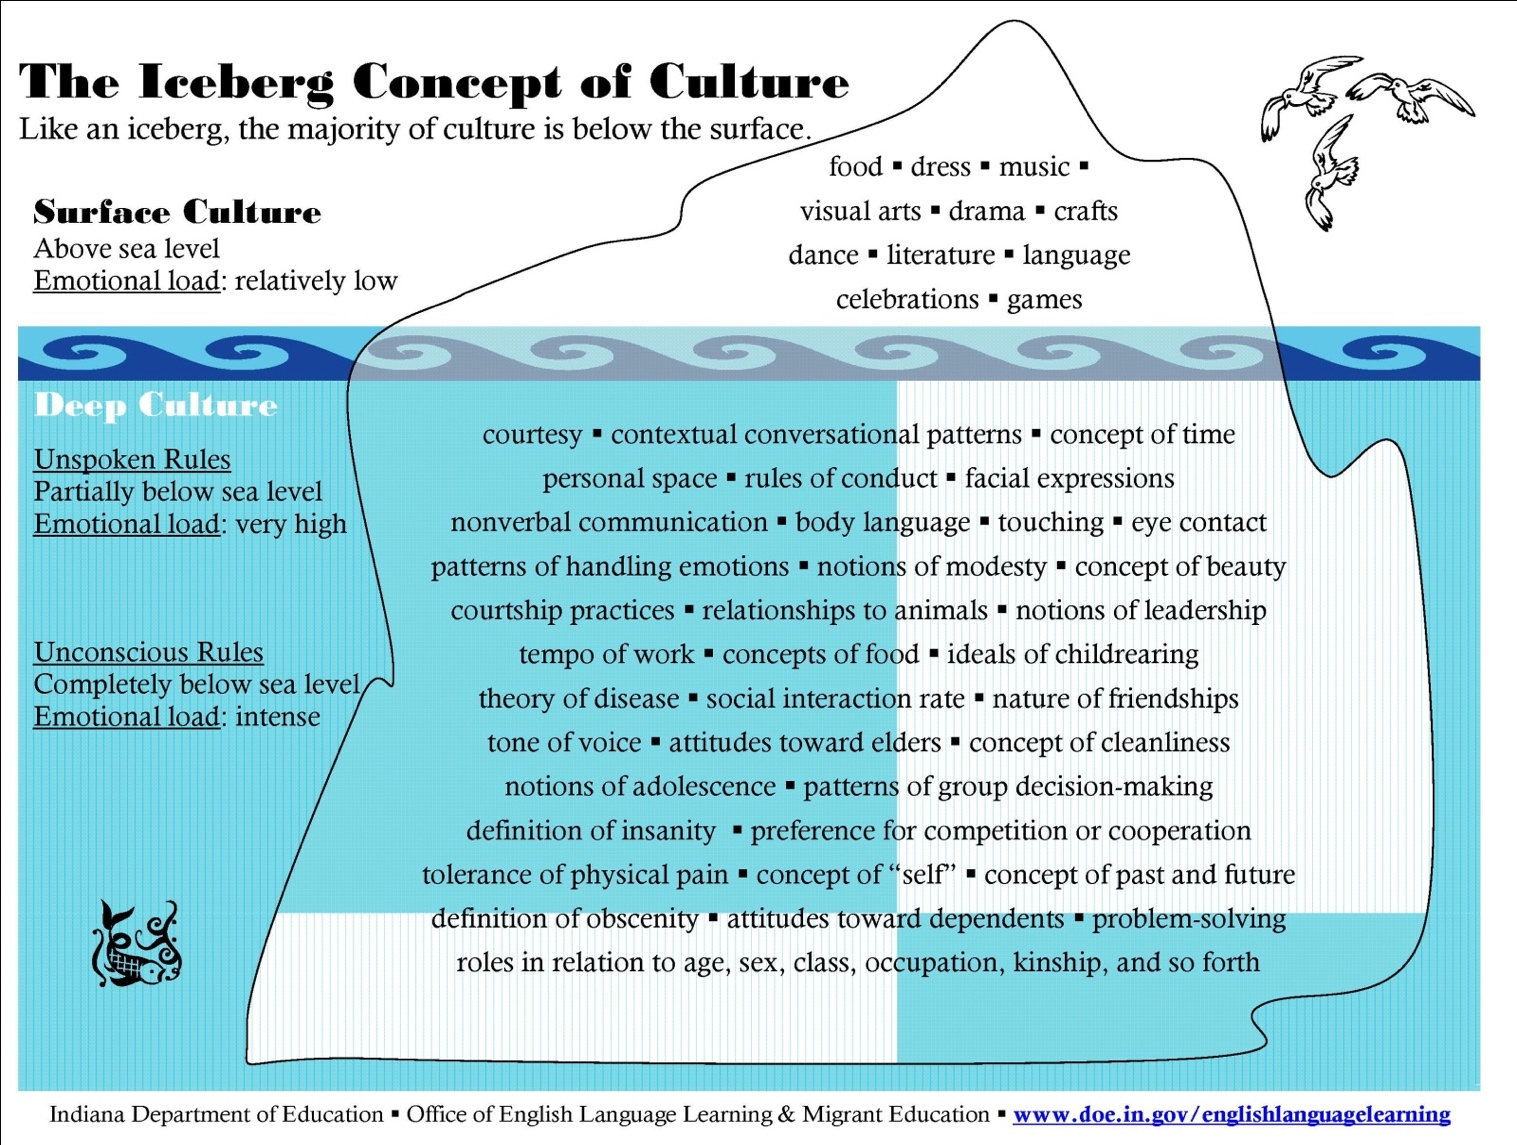 The Iceberg Concept of Culture
Like an iceberg, the majority of culture is below the surface.
Surface Culture
Above sea level
Emotional load: relatively low
food ▪ dress ▪ music ▪
visual arts ▪ drama ▪ crafts
dance ▪ literature ▪ language
celebrations ▪ games
Deep Culture
Unspoken Rules
Partially below sea level
Emotional load: very high
Unconscious Rules
Completely below sea level
Emotional load: intense
courtesy ▪ contextual conversational patterns ▪ concept of time
personal space ▪ rules of conduct ▪ facial expressions
nonverbal communication ▪ body language ▪ touching ▪ eye contact
patterns of handling emotions ▪ notions of modesty ▪ concept of beauty
courtship practices ▪ relationships to animals ▪ notions of leadership
tempo of work ▪ concepts of food ▪ ideals of childrearing
theory of disease ▪ social interaction rate ▪ nature of friendships
tone of voice ▪ attitudes toward elders ▪ concept of cleanliness
notions of adolescence ▪ patterns of group decision-making
definition of insanity ▪ preference for competition or cooperation
tolerance of physical pain ▪ concept of “self” ▪ concept of past and future
definition of obscenity ▪ attitudes toward dependents ▪ problem-solving
roles in relation to age, sex, class, occupation, kinship, and so forth
Indiana Department of Education ▪ Office of English Language Learning & Migrant Education ▪ www.doe.in.gov/englishlanguagelearning